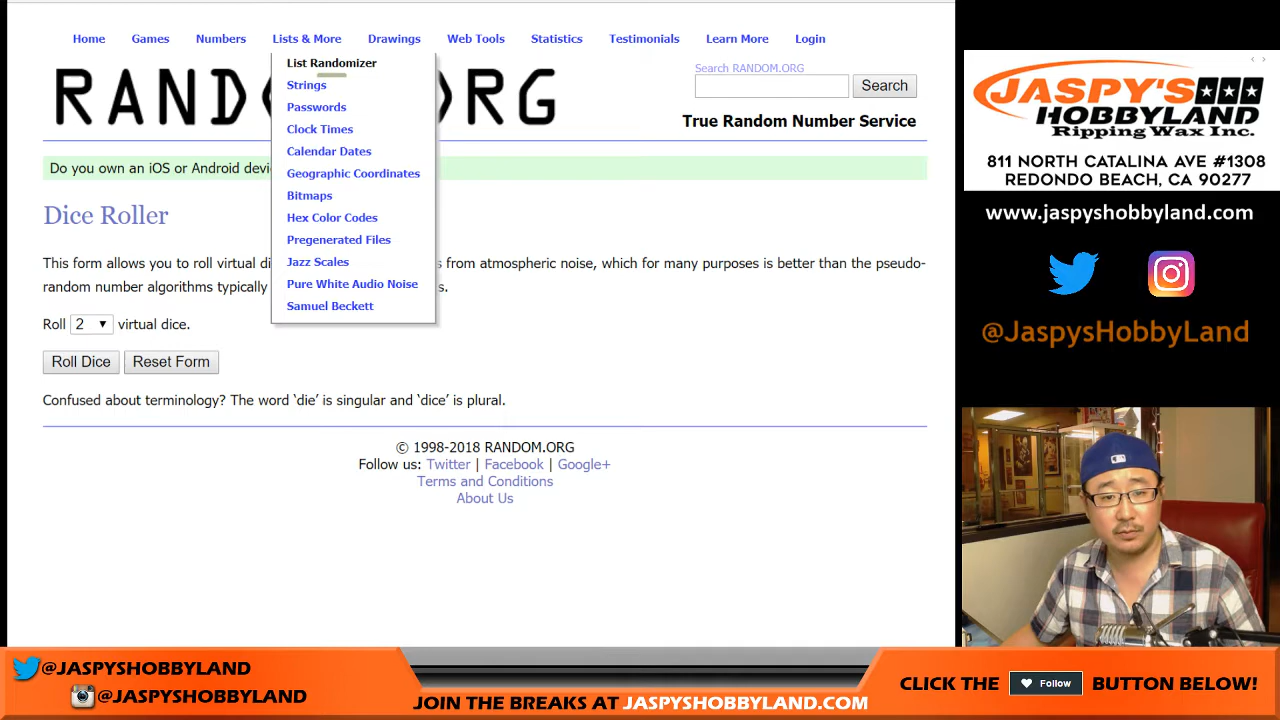 Home Games Numbers Lists & More Drawings Web Tools Statistics Testimonials Learn More Login
List Randomizer
Strings
Passwords
Clock Times
Calendar Dates
Geographic Coordinates
Bitmaps
Hex Color Codes
Pregenerated Files
Jazz Scales
Pure White Audio Noise
Samuel Beckett
RAND RG
Search RANDOM.ORG
Search
True Random Number Service
Do you own an iOS or Android devi
Dice Roller
This form allows you to roll virtual di s from atmospheric noise, which for many purposes is better than the pseudo-
random number algorithms typically s.
Roll 2 virtual dice.
Roll Dice Reset Form
Confused about terminology? The word ‘die’ is singular and ‘dice’ is plural.
© 1998-2018 RANDOM.ORG
Follow us: Twitter | Facebook | Google+
Terms and Conditions
About Us
JASPY'S
HOBBYLAND
Ripping Wax Inc.
811 NORTH CATALINA AVE #1308
REDONDO BEACH, CA 90277
www.jaspyshobbyland.com
@JaspysHobbyLand
@JASPYSHOBBYLAND
@JASPYSHOBBYLAND
JOIN THE BREAKS AT JASPYSHOBBYLAND.COM
CLICK THE Follow BUTTON BELOW!